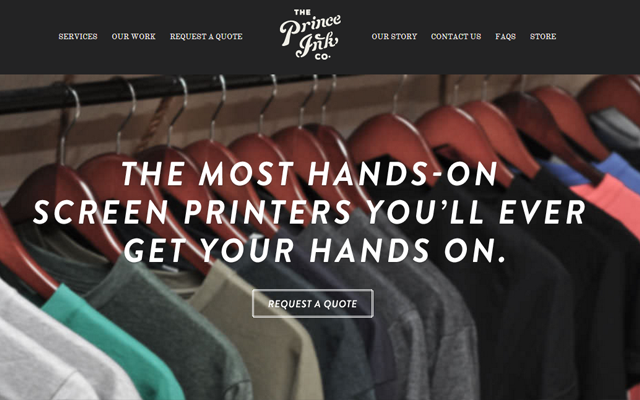 SERVICES OUR WORK REQUEST A QUOTE
THE
Prince
Ink
CO.
OUR STORY CONTACT US FAQS STORE
THE MOST HANDS-ON
SCREEN PRINTERS YOU'LL EVER
GET YOUR HANDS ON.
REQUEST A QUOTE